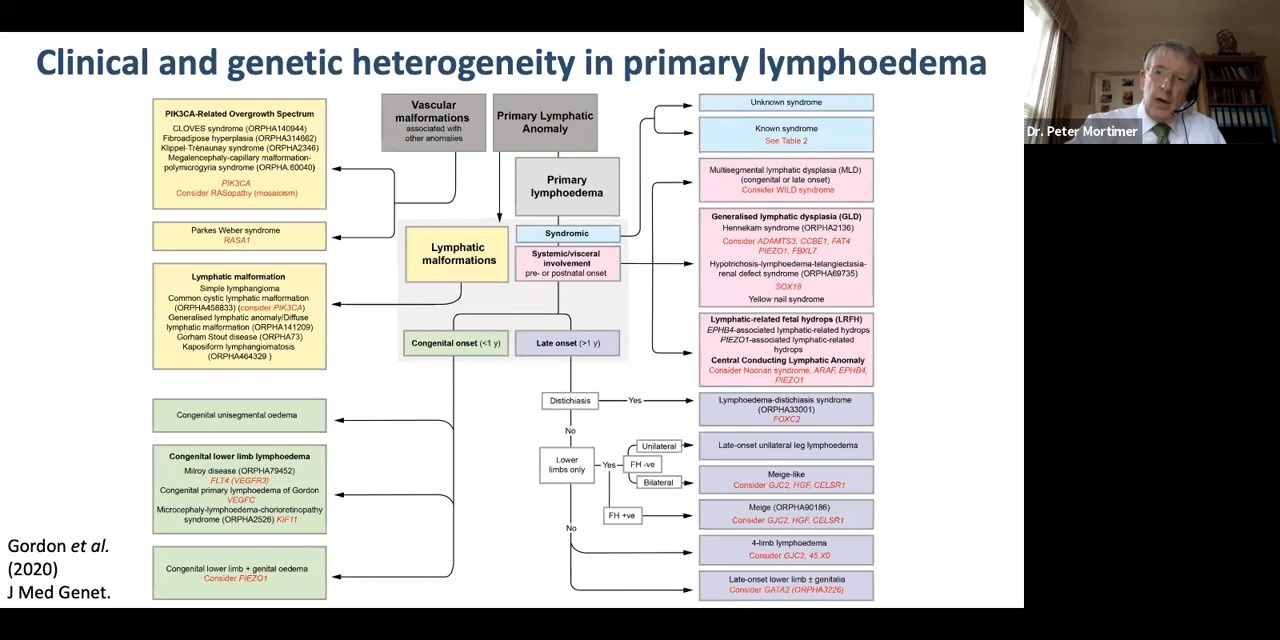 Clinical and genetic heterogeneity in primary lymphoedema
Dr. Peter Mortimer
PIK3CA-Related Overgrowth Spectrum
CLOVES syndrome (ORPHA140944)
Fibroadipose hyperplasia (ORPHA314662)
Klippel-Trénaunay syndrome (ORPHA2346)
Megalencephaly-capillary malformation-
polymicrogyria syndrome (ORPHA:60040)
PIK3CA
Consider RASopathy (mosaicism)
Parkes Weber syndrome
RASA1
Lymphatic malformation
Simple lymphangioma
Common cystic lymphatic malformation
(ORPHA458833) (consider PIK3CA)
Generalised lymphatic anomaly/Diffuse
lymphatic malformation (ORPHA141209)
Gorham Stout disease (ORPHA73)
Kaposiform lymphangiomatosis
(ORPHA464329 )
Congenital unisegmental oedema
Congenital lower limb lymphoedema
Milroy disease (ORPHA79452)
FLT4 (VEGFR3)
Congenital primary lymphoedema of Gordon
VEGFC
Microcephaly-lymphoedema-chorioretinopathy
syndrome (ORPHA2526) KIF11
Congenital lower limb + genital oedema
Consider PIEZO1
Vascular
malformations
associated with
other anomalies
Primary Lymphatic
Anomaly
Primary
lymphoedema
Syndromic
Lymphatic
malformations
Systemic/visceral
involvement
pre- or postnatal onset
Congenital onset (<1 y)
Late onset (>1 y)
Distichiasis
Yes
No
Lower
limbs only
Yes
Unilateral
FH -ve
Bilateral
FH +ve
No
Unknown syndrome
Known syndrome
See Table 2
Multisegmental lymphatic dysplasia (MLD)
(congenital or late onset)
Consider WILD syndrome
Generalised lymphatic dysplasia (GLD)
Hennekam syndrome (ORPHA2136)
Consider ADAMTS3, CCBE1, FAT4
PIEZO1, FBXL7
Hypotrichosis-lymphoedema-telangiectasia-
renal defect syndrome (ORPHA69735)
SOX18
Yellow nail syndrome
Lymphatic-related fetal hydrops (LRFH)
EPHB4-associated lymphatic-related hydrops
PIEZO1-associated lymphatic-related
hydrops
Central Conducting Lymphatic Anomaly
Consider Noonan syndrome, ARAF, EPHB4,
PIEZO1
Lymphoedema-distichiasis syndrome
(ORPHA33001)
FOXC2
Late-onset unilateral leg lymphoedema
Meige-like
Consider GJC2, HGF, CELSR1
Meige (ORPHA90186)
Consider GJC2, HGF, CELSR1
4-limb lymphoedema
Consider GJC2, 45,X0
Late-onset lower limb ± genitalia
Consider GATA2 (ORPHA3226)
Gordon et al.
(2020)
J Med Genet.